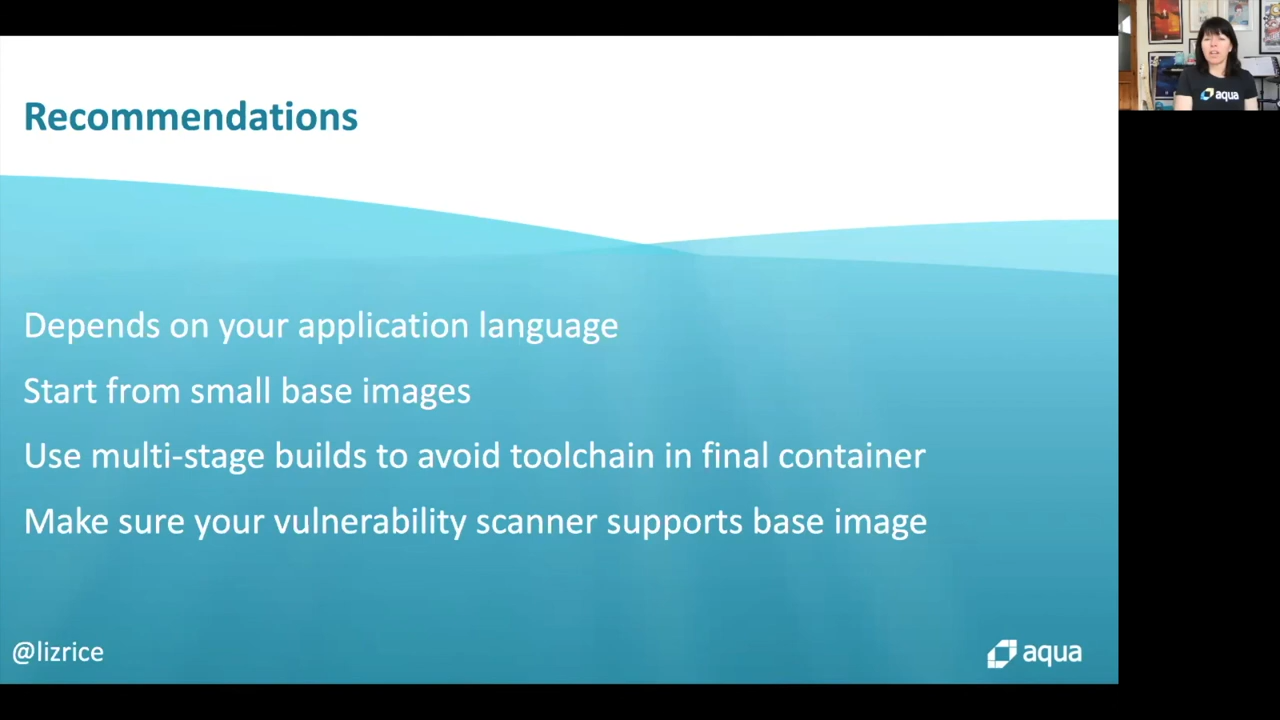 Recommendations
Depends on your application language
Start from small base images
Use multi-stage builds to avoid toolchain in final container
Make sure your vulnerability scanner supports base image
@lizrice
aqua
aqua